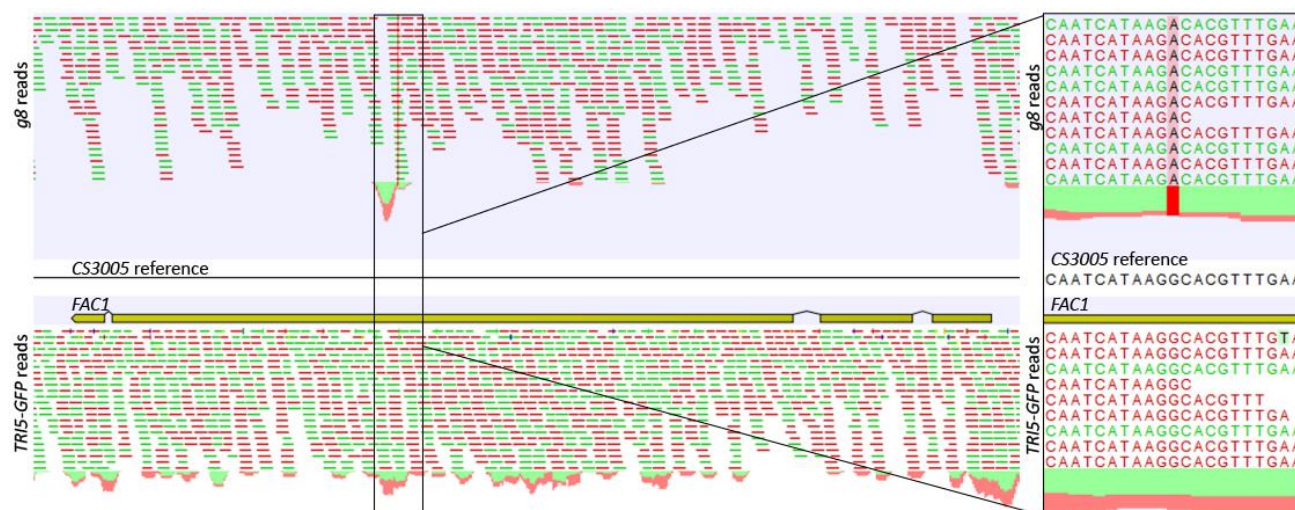 g8 reads
CS3005 reference
FAC1
TRI5-GFP reads
g8 reads
CAATCATAAGACACGTTTGAA
CAATCATAAGACACGTTTGAA
CAATCATAAGACACGTTTGAA
CAATCATAAGACACGTTTGAA
CAATCATAAGACACGTTTGAA
CAATCATAAGACACGTTTGAA
CAATCATAAGAC
CAATCATAAGACACGTTTGAA
CAATCATAAGACACGTTTGAA
CAATCATAAGACACGTTTGAA
CAATCATAAGACACGTTTGAA
CS3005 reference
CAATCATAAGGCACGTTTGAA
FAC1
TRI5-GFP reads
CAATCATAAGGCACGTTTGTA
CAATCATAAGGCACGTTTGAA
CAATCATAAGGCACGTTTGAA
CAATCATAAGGC
CAATCATAAGGCACGTTT
CAATCATAAGGCACGTTTGA
CAATCATAAGGCACGTTTGAA
CAATCATAAGGCACGTTTGAA
CAATCATAAGGCACGTTTGAA